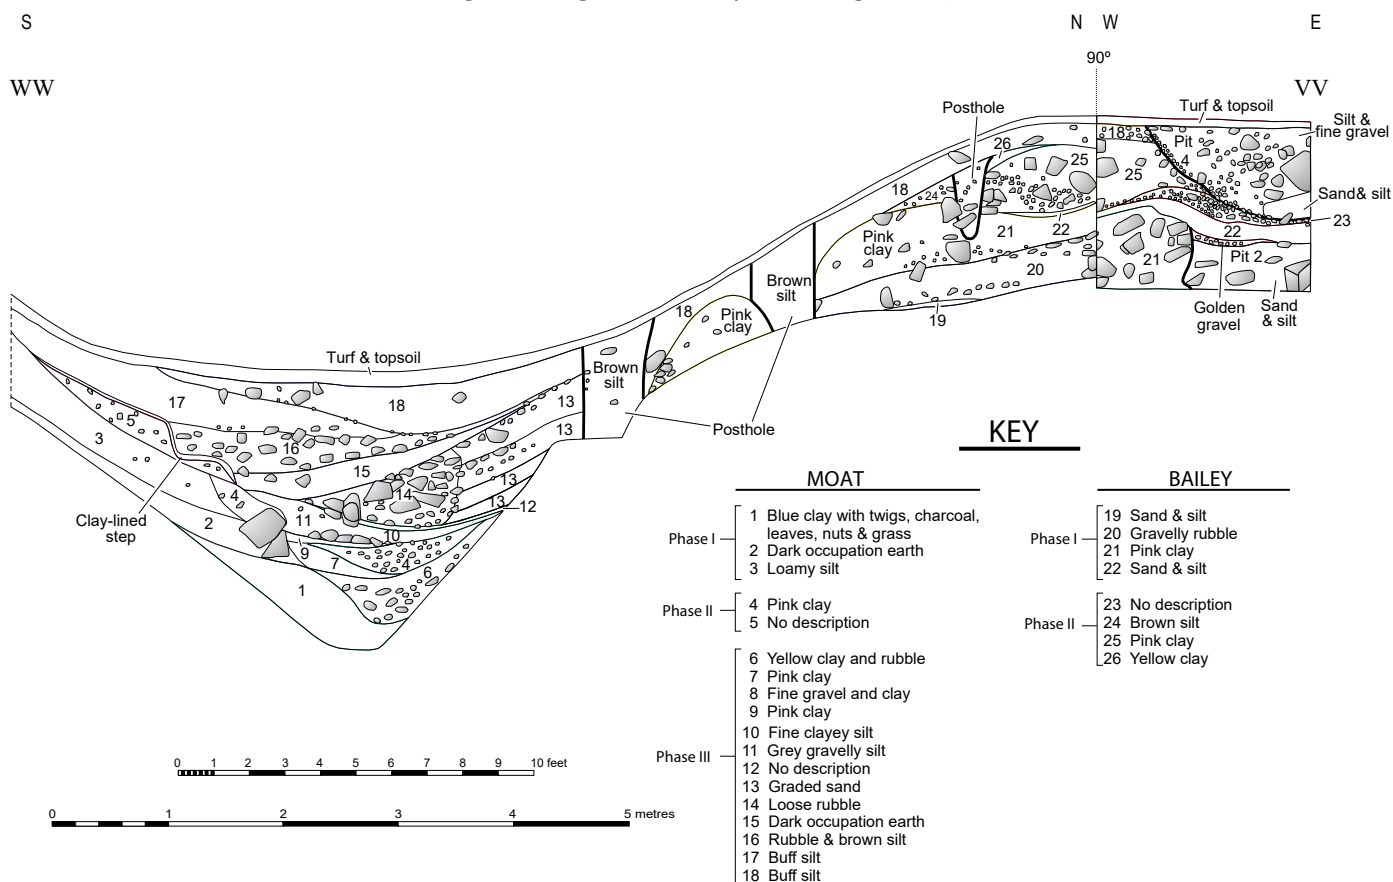 S
N W
E
90º
WW
VV
Posthole
Turf & topsoil
Silt &
fine gravel
18
Pit
4
26
25
25
18
24
Sand& silt
23
22
22
21
Pink
clay
21
Pit 2
20
Brown
silt
19
Golden
gravel
Sand
& silt
18
Pink
clay
Turf & topsoil
Brown
silt
17
18
13
5
13
Posthole
3
16
15
13
14
4
13
12
Clay-lined
step
2
11
10
9
7
4
6
1
KEY
MOAT
Phase I
1 Blue clay with twigs, charcoal,
leaves, nuts & grass
2 Dark occupation earth
3 Loamy silt
Phase II
4 Pink clay
5 No description
Phase III
6 Yellow clay and rubble
7 Pink clay
8 Fine gravel and clay
9 Pink clay
10 Fine clayey silt
11 Grey gravelly silt
12 No description
13 Graded sand
14 Loose rubble
15 Dark occupation earth
16 Rubble & brown silt
17 Buff silt
18 Buff silt
BAILEY
Phase I
19 Sand & silt
20 Gravelly rubble
21 Pink clay
22 Sand & silt
Phase II
23 No description
24 Brown silt
25 Pink clay
26 Yellow clay
0 1 2 3 4 5 6 7 8 9 10 feet
0 1 2 3 4 5 metres